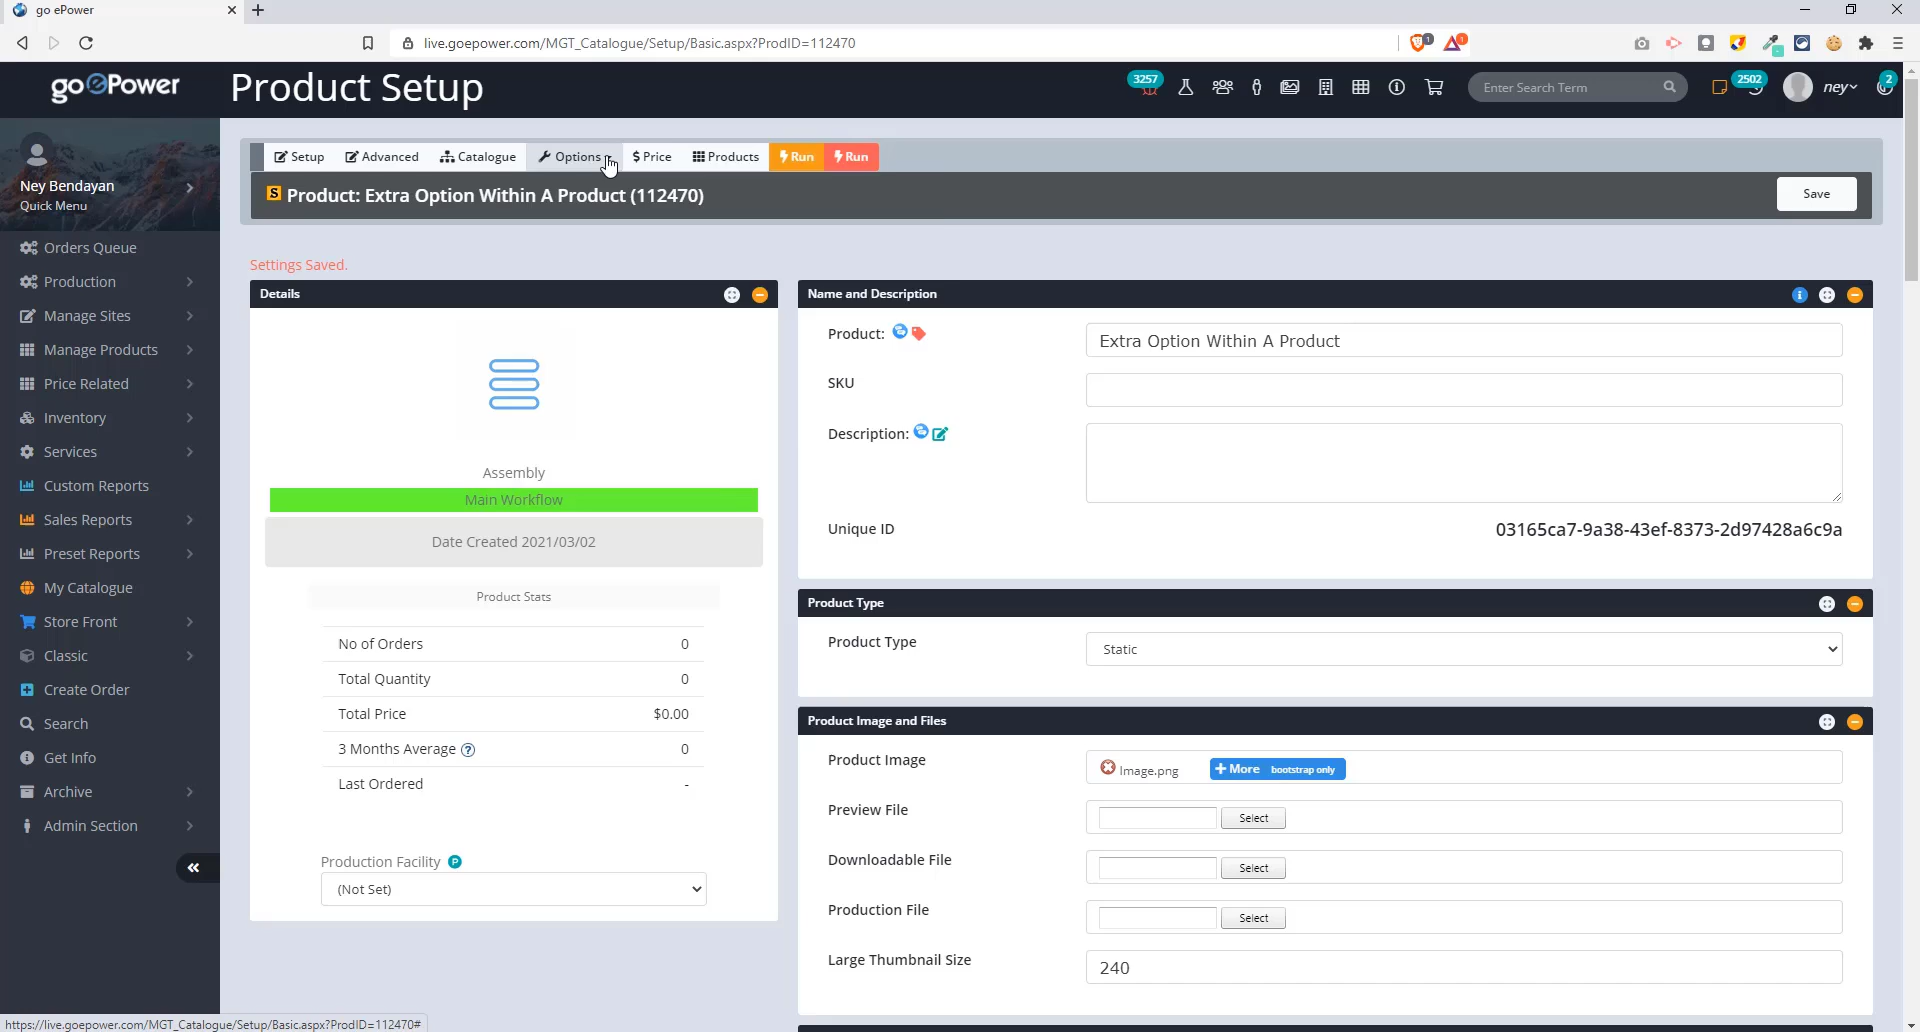 go ePower
live.goepower.com/MGT_Catalogue/Setup/Basic.aspx?ProdID=112470
1
1
go ePower
Product Setup
3257
Enter Search Term
2502
ney
2
Ney Bendayan
Quick Menu
Orders Queue
Production
Manage Sites
Manage Products
Price Related
Inventory
Services
Custom Reports
Sales Reports
Preset Reports
My Catalogue
Store Front
Classic
Create Order
Search
Get Info
Archive
Admin Section
Setup
Advanced
Catalogue
Options
$ Price
Products
Run
Run
S Product: Extra Option Within A Product (112470)
Save
Settings Saved.
Details
Assembly
Main Workflow
Date Created 2021/03/02
Product Stats
No of Orders 0
Total Quantity 0
Total Price $0.00
3 Months Average ? 0
Last Ordered -
Production Facility P
(Not Set)
Name and Description
Product: Extra Option Within A Product
SKU
Description:
Unique ID 03165ca7-9a38-43ef-8373-2d97428a6c9a
Product Type
Product Type Static
Product Image and Files
Product Image Image.png + More bootstrap only
Preview File Select
Downloadable File Select
Production File Select
Large Thumbnail Size 240
https://live.goepower.com/MGT_Catalogue/Setup/Basic.aspx?ProdID=112470#